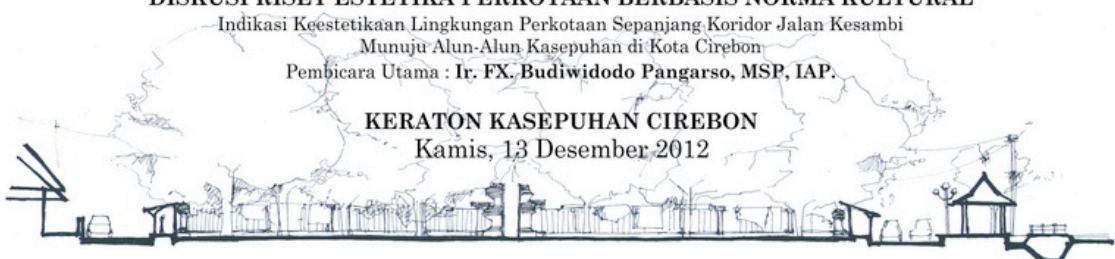 DISKUSI RISET ESTETIKA PERKOTAAN BERBASIS NORMA KULTURAL
Indikasi Keestetikaan Lingkungan Perkotaan Sepanjang Koridor Jalan Kesambi
Munuju Alun-Alun Kasepuhan di Kota Cirebon
Pembicara Utama : Ir. FX. Budiwidodo Pangarso, MSP, IAP.
KERATON KASEPUHAN CIREBON
Kamis, 13 Desember 2012